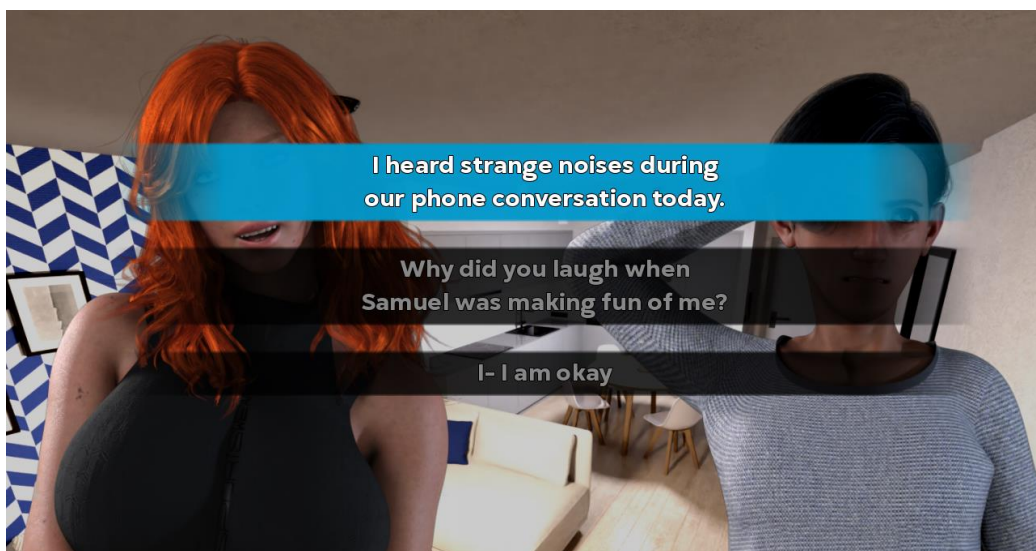 I heard strange noises during
our phone conversation today.
Why did you laugh when
Samuel was making fun of me?
I- I am okay